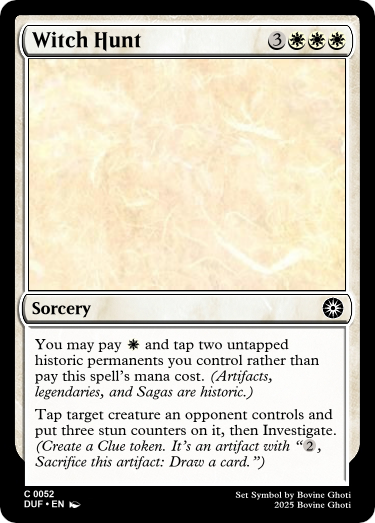 Witch Hunt 3
Sorcery
You may pay and tap two untapped
historic permanents you control rather than
pay this spell's mana cost. (Artifacts,
legendaries, and Sagas are historic.)
Tap target creature an opponent controls and
put three stun counters on it, then Investigate.
(Create a Clue token. It's an artifact with “2,
Sacrifice this artifact: Draw a card.”)
C 0052
DUF • EN
Set Symbol by Bovine Ghoti
2025 Bovine Ghoti